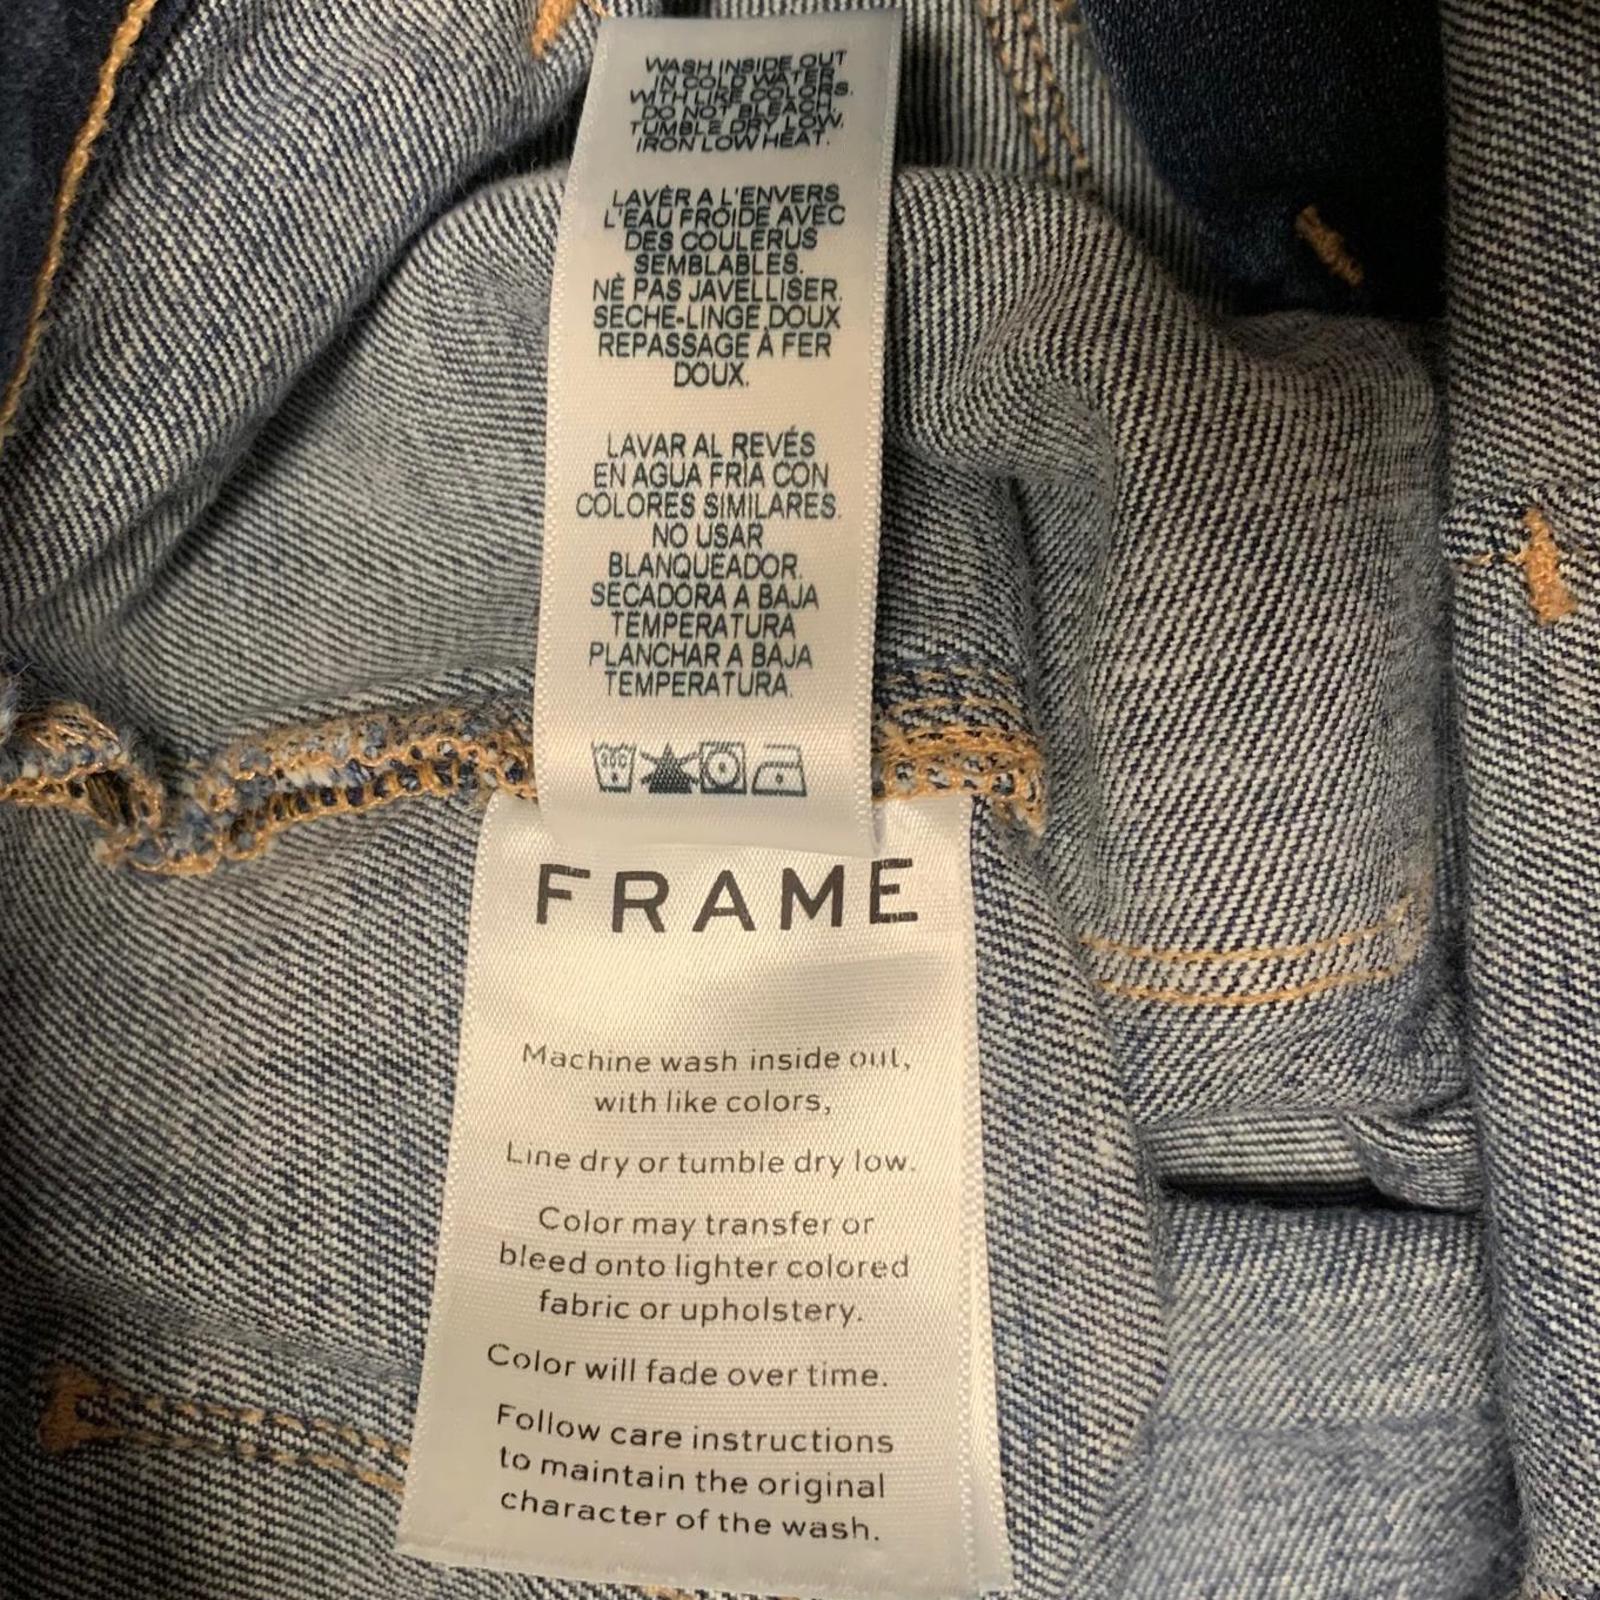 WASH INSIDE OUT
IN COLD WATER
WITH LIKE COLORS.
DO NOT BLEACH.
TUMBLE DRY LOW.
IRON LOW HEAT.
LAVÈR A L'ENVERS
L'EAU FROIDE AVEC
DES COULERUS
SEMBLABLES.
NÈ PAS JAVELLISER.
SECHE-LINGE DOUX
REPASSAGE À FER
DOUX.
LAVAR AL REVÉS
EN AGUA FRÍA CON
COLORES SIMILARES.
NO USAR
BLANQUEADOR.
SECADORA A BAJA
TEMPERATURA
PLANCHAR A BAJA
TEMPERATURA.
30C
FRAME
Machine wash inside out,
with like colors,
Line dry or tumble dry low.
Color may transfer or
bleed onto lighter colored
fabric or upholstery.
Color will fade over time.
Follow care instructions
to maintain the original
character of the wash.